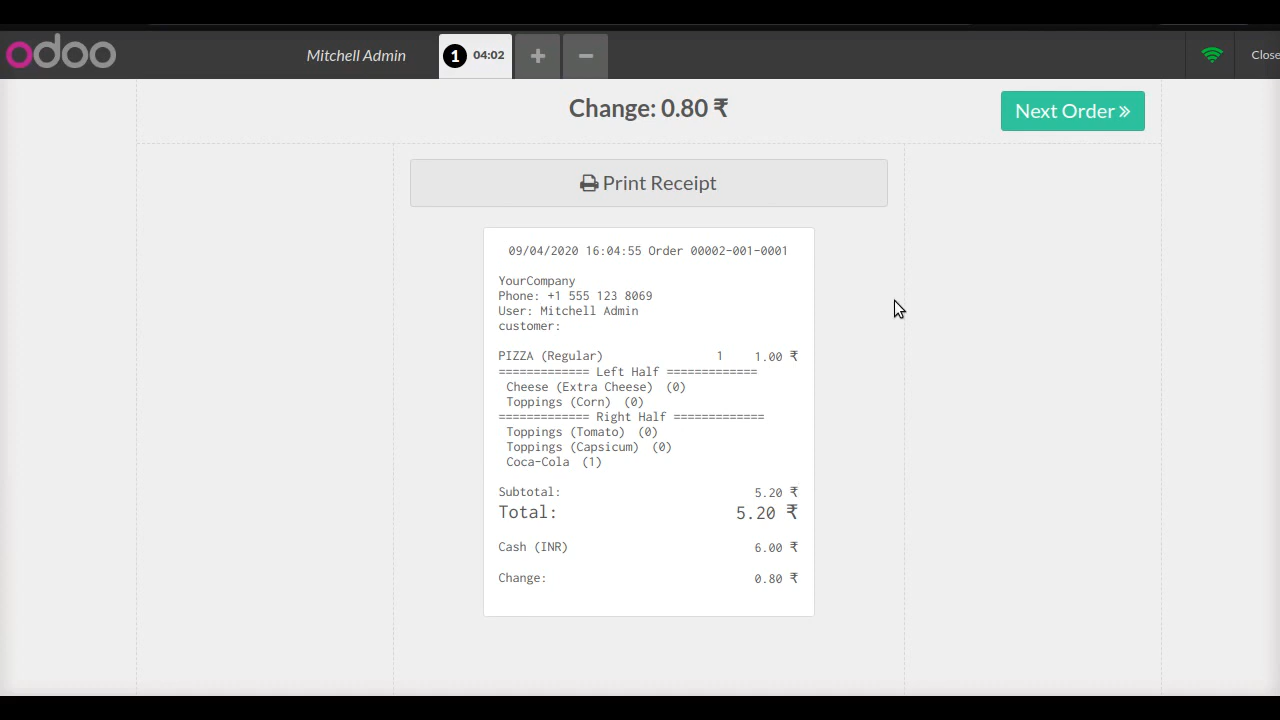 odoo
Mitchell Admin
1 04:02 + −
Close
Change: 0.80 ₹
Next Order »
Print Receipt
09/04/2020 16:04:55 Order 00002-001-0001
YourCompany
Phone: +1 555 123 8069
User: Mitchell Admin
customer:
PIZZA (Regular) 1 1.00 ₹
============= Left Half =============
Cheese (Extra Cheese) (0)
Toppings (Corn) (0)
============= Right Half =============
Toppings (Tomato) (0)
Toppings (Capsicum) (0)
Coca-Cola (1)
Subtotal: 5.20 ₹
Total: 5.20 ₹
Cash (INR) 6.00 ₹
Change: 0.80 ₹